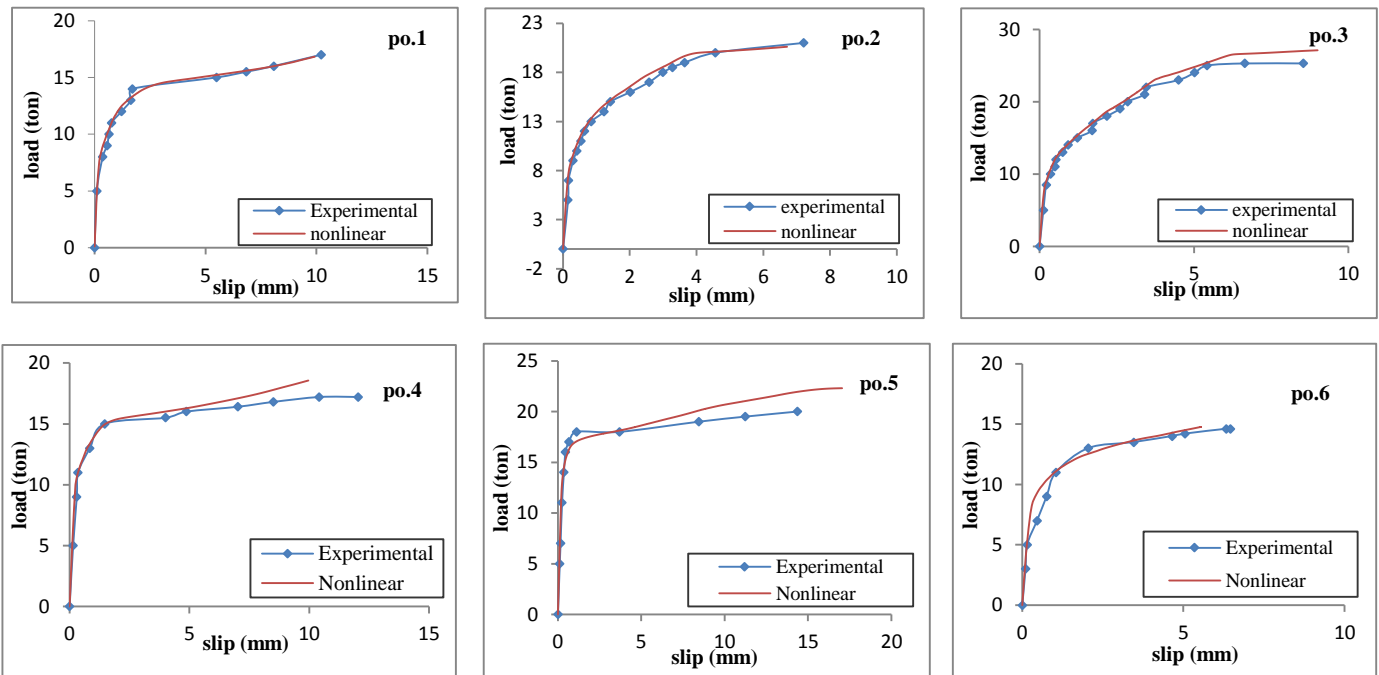 po.1
20
15
10
5
0
load (ton)
Experimental
nonlinear
0 5 10 15
slip (mm)
po.2
23
18
13
8
3
-2
load (ton)
experimental
nonlinear
0 2 4 6 8 10
slip (mm)
po.3
30
20
10
0
load (ton)
experimental
nonlinear
0 5 10
slip (mm)
po.4
20
15
10
5
0
load (ton)
Experimental
Nonlinear
0 5 10 15
slip (mm)
po.5
25
20
15
10
5
0
load (ton)
Experimental
Nonlinear
0 5 10 15 20
slip (mm)
po.6
20
15
10
5
0
load (ton)
Experimental
Nonlinear
0 5 10
slip (mm)